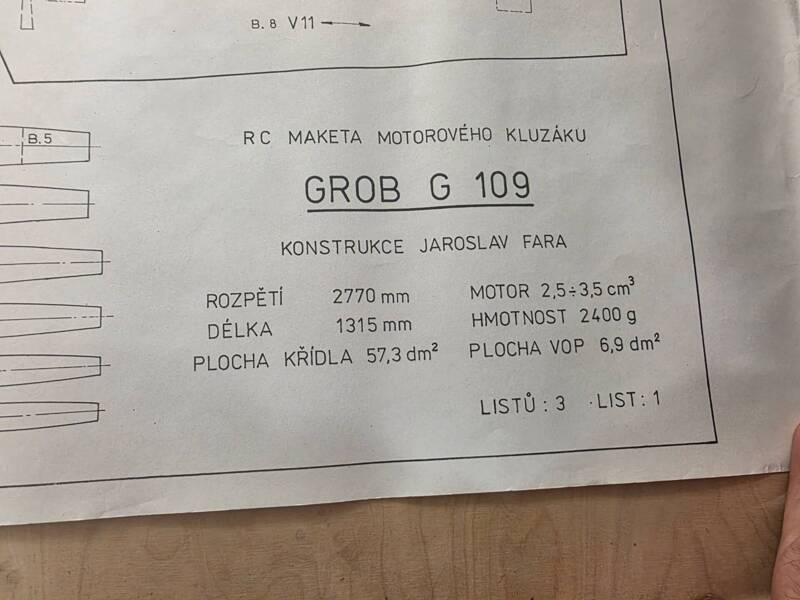 B. 8 V11
B.5
RC MAKETA MOTOROVÉHO KLUZÁKU
GROB G 109
KONSTRUKCE JAROSLAV FARA
ROZPĚTÍ 2770 mm MOTOR 2,5÷3,5 cm³
DÉLKA 1315 mm HMOTNOST 2400 g
PLOCHA KŘÍDLA 57,3 dm² PLOCHA VOP 6,9 dm²
LISTŮ : 3 LIST : 1